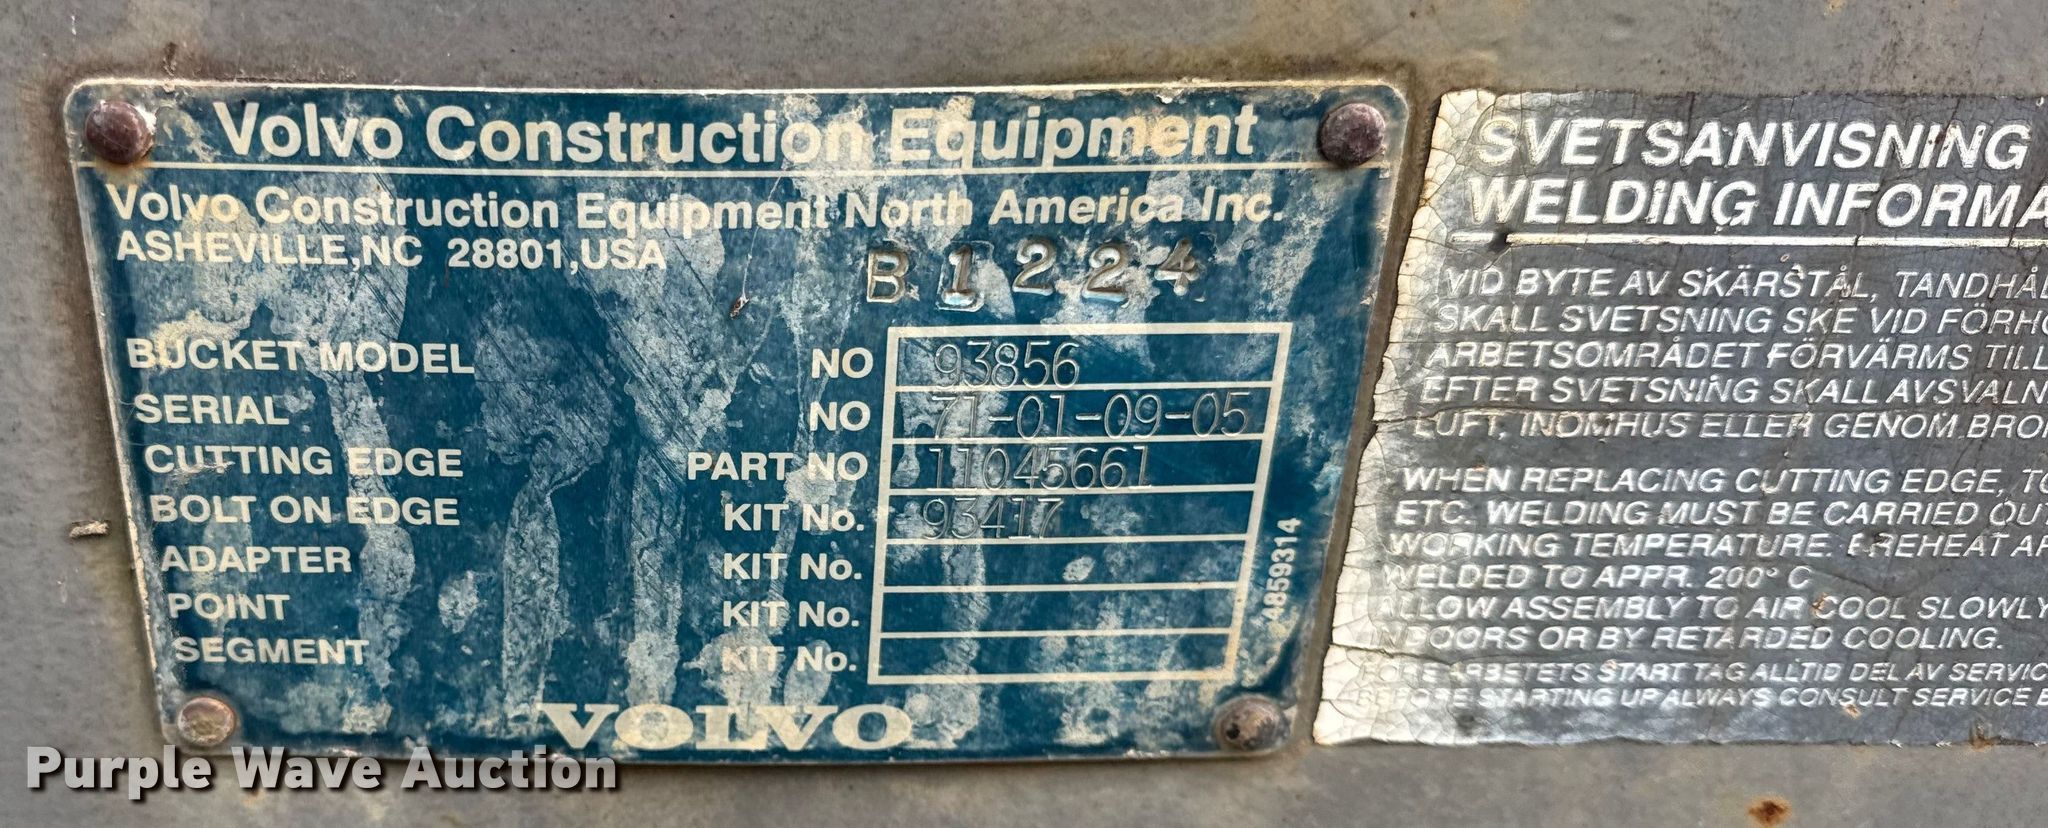 Volvo Construction Equipment
Volvo Construction Equipment North America Inc.
ASHEVILLE,NC 28801,USA
B1224
BUCKET MODEL NO 93856
SERIAL NO 71-01-09-05
CUTTING EDGE PART NO 11045661
BOLT ON EDGE KIT No. 93417
ADAPTER KIT No.
POINT KIT No.
SEGMENT KIT No.
4859314
VOLVO
SVETSANVISNING
WELDING INFORMA
VID BYTE AV SKÄRSTÅL, TANDHÅL
SKALL SVETSNING SKE VID FÖRHÖ
ARBETSOMRÅDET FÖRVÄRMS TILL
EFTER SVETSNING SKALL AVSVALN
LUFT, INOMHUS ELLER GENOM BRO
WHEN REPLACING CUTTING EDGE, TO
ETC. WELDING MUST BE CARRIED OUT
WORKING TEMPERATURE. PREHEAT AR
WELDED TO APPR. 200° C
ALLOW ASSEMBLY TO AIR COOL SLOWLY
INDOORS OR BY RETARDED COOLING.
FÖRE ARBETETS START TAG ALLTID DEL AV SERVIC
BEFORE STARTING UP ALWAYS CONSULT SERVICE B
Purple Wave Auction